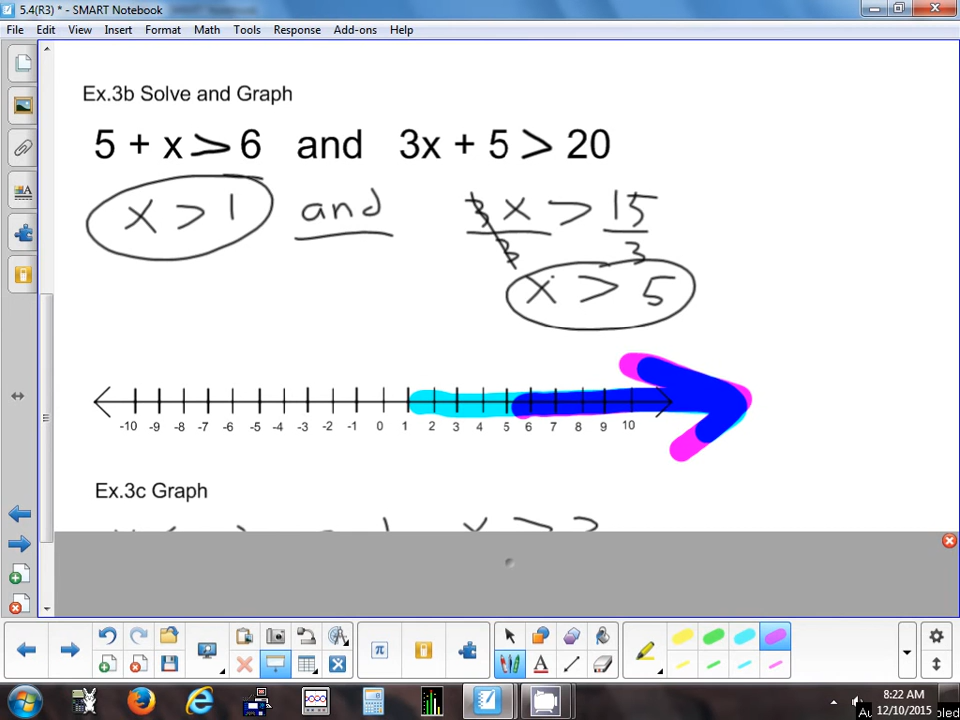 5.4(R3) * - SMART Notebook
File Edit View Insert Format Math Tools Response Add-ons Help
Ex.3b Solve and Graph
5 + x > 6 and 3x + 5 > 20
x > 1 and 3x > 15
3 3
x > 5
-10 -9 -8 -7 -6 -5 -4 -3 -2 -1 0 1 2 3 4 5 6 7 8 9 10
Ex.3c Graph
8:22 AM
12/10/2015